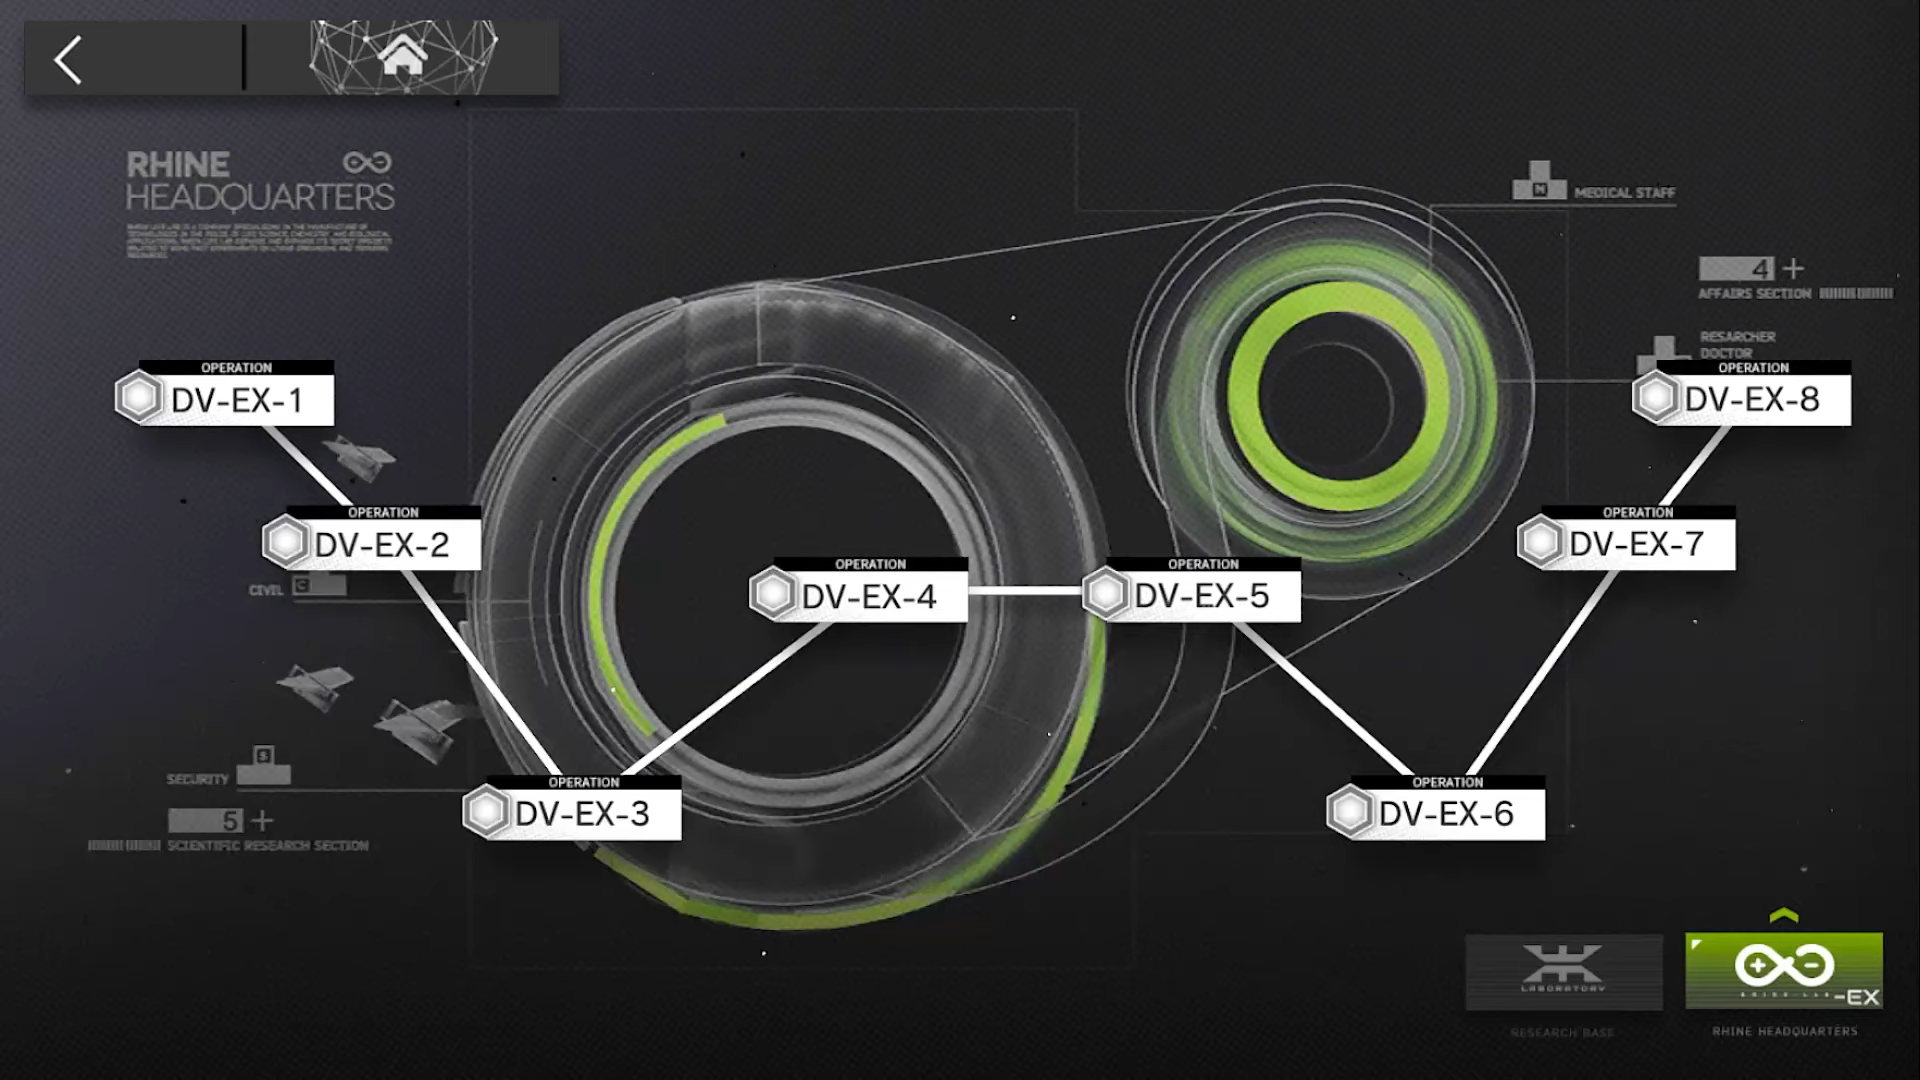 RHINE
HEADQUARTERS
N
MEDICAL STAFF
4 +
AFFAIRS SECTION
RESARCHER
DOCTOR
OPERATION
DV-EX-1
OPERATION
DV-EX-8
OPERATION
DV-EX-2
OPERATION
DV-EX-7
OPERATION
DV-EX-4
OPERATION
DV-EX-5
CIVIL
C
S
SECURITY
5 +
SCIENTIFIC RESEARCH SECTION
OPERATION
DV-EX-3
OPERATION
DV-EX-6
LABORATORY
RESEARCH BASE
RHINE LAB
-EX
RHINE HEADQUARTERS